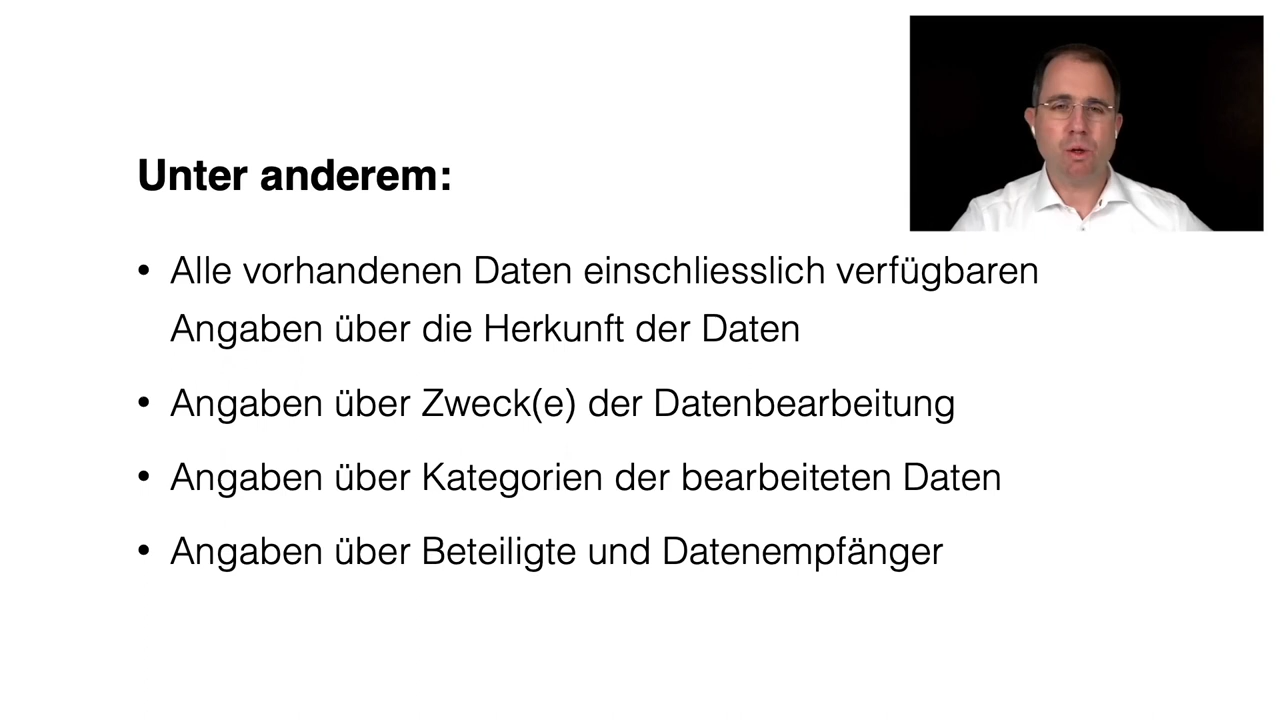 Unter anderem:
• Alle vorhandenen Daten einschliesslich verfügbaren
Angaben über die Herkunft der Daten
• Angaben über Zweck(e) der Datenbearbeitung
• Angaben über Kategorien der bearbeiteten Daten
• Angaben über Beteiligte und Datenempfänger